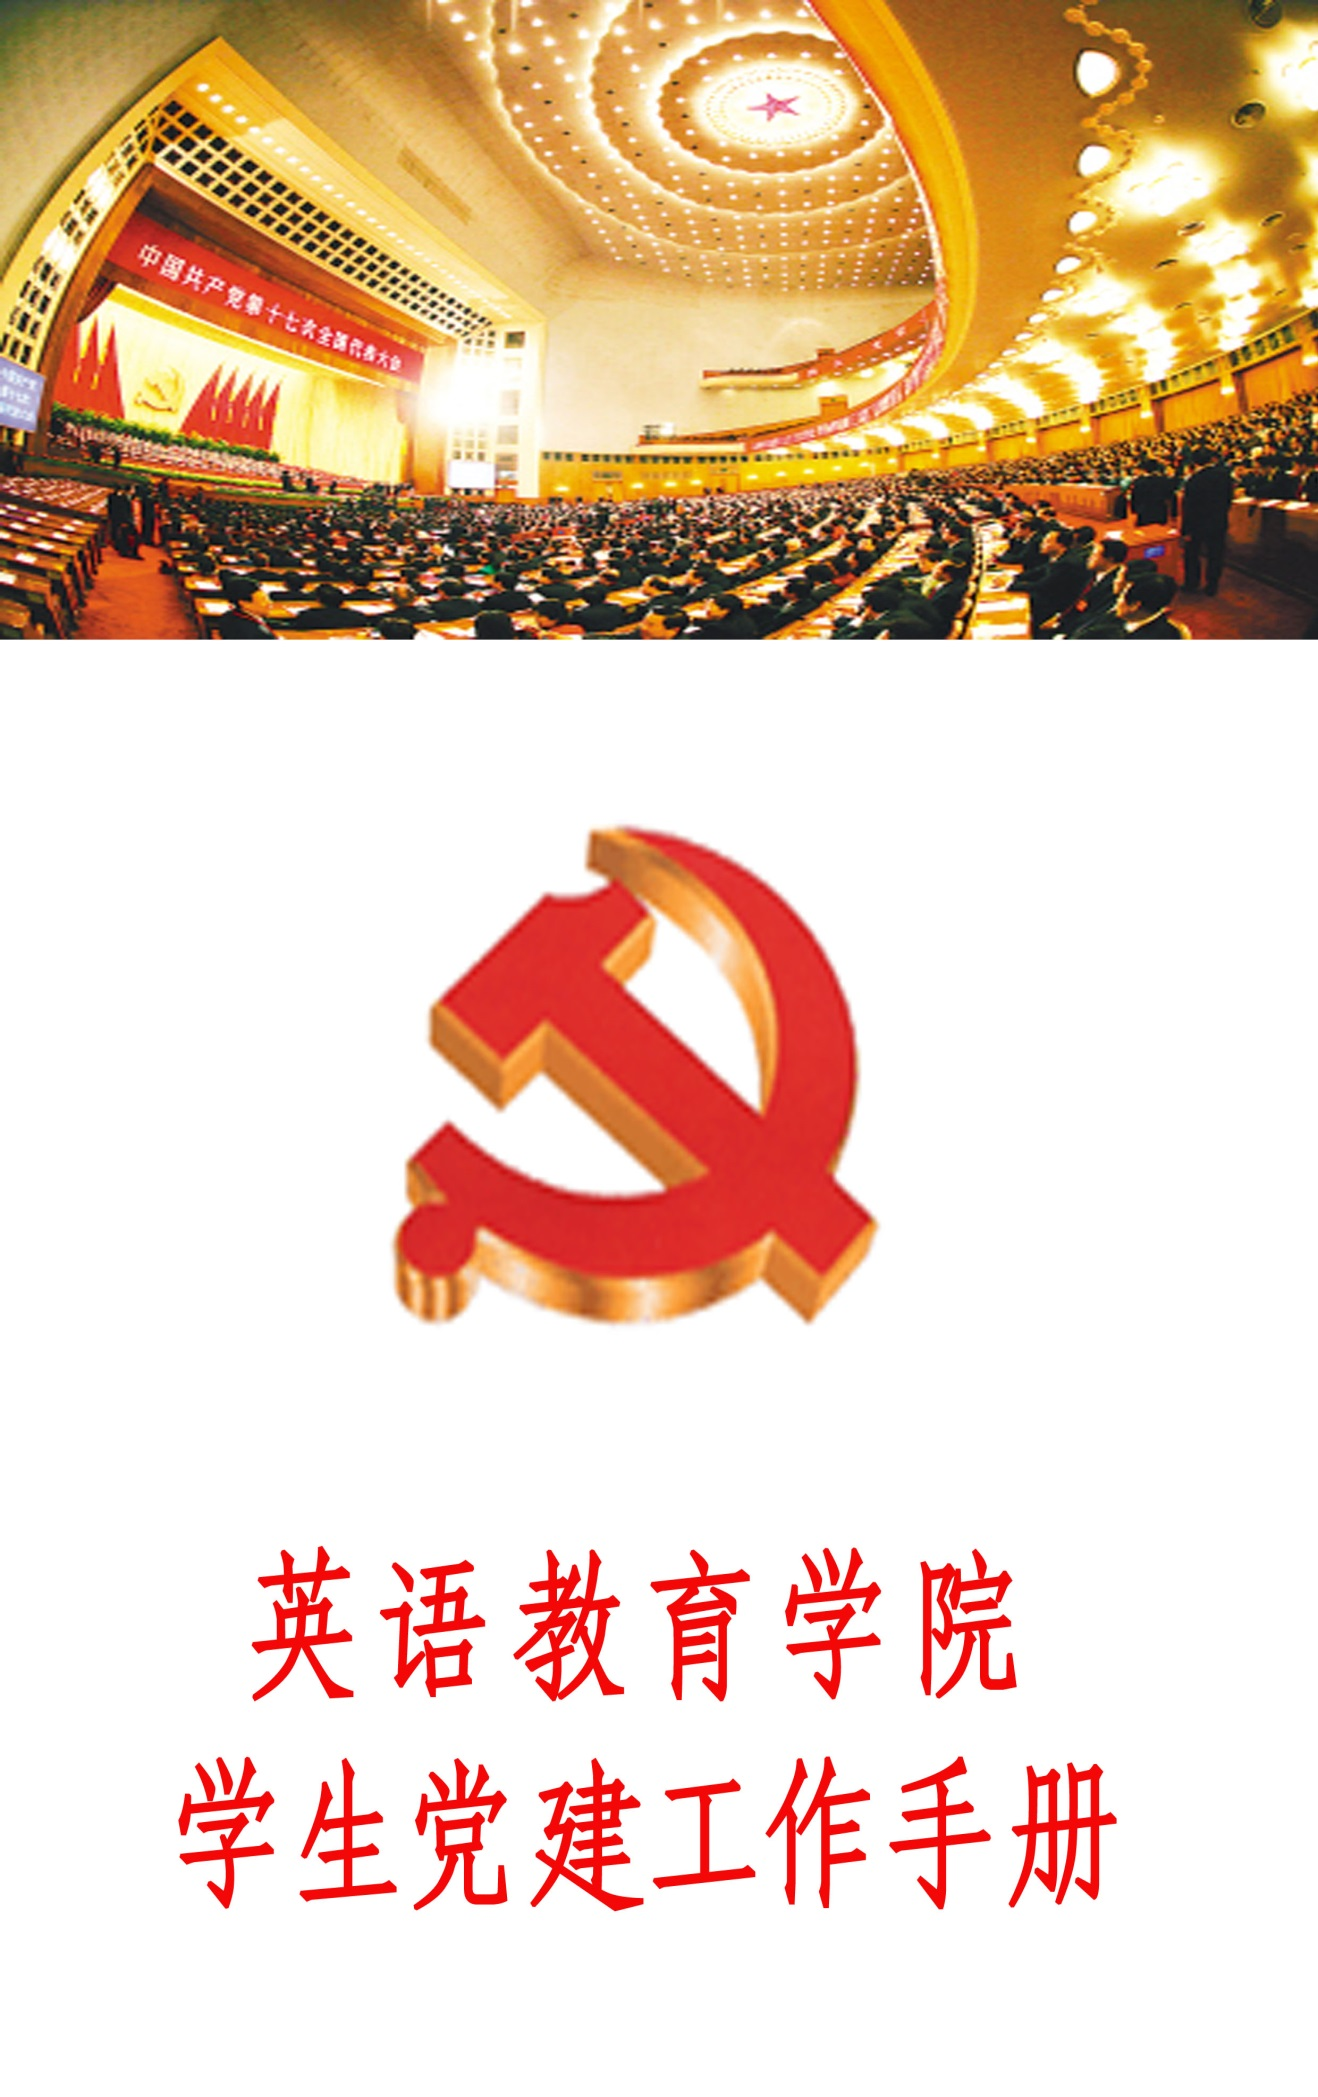 中国共产党第十七次全国代表大会
英语教育学院
学生党建工作手册